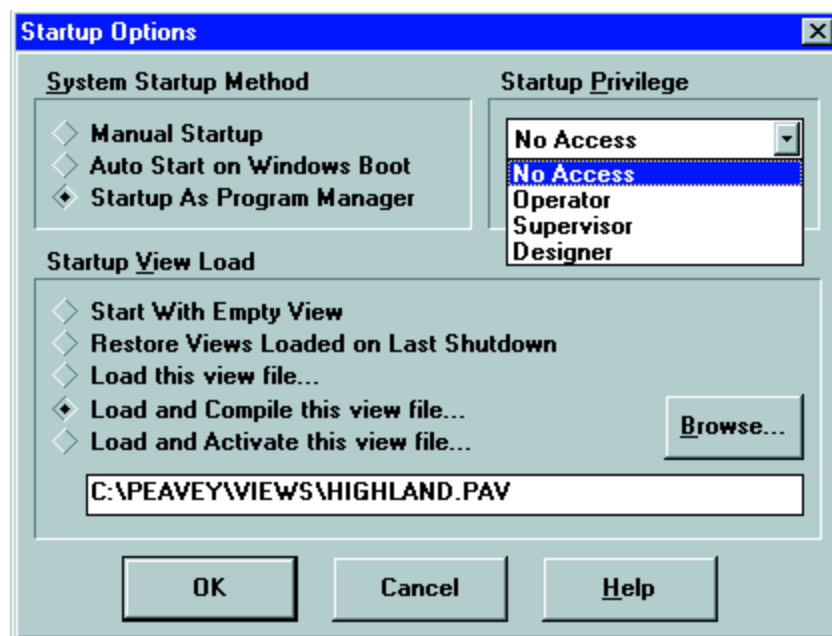 Startup Options
System Startup Method
Manual Startup
Auto Start on Windows Boot
Startup As Program Manager
Startup Privilege
No Access
No Access
Operator
Supervisor
Designer
Startup View Load
Start With Empty View
Restore Views Loaded on Last Shutdown
Load this view file...
Load and Compile this view file...
Load and Activate this view file...
Browse...
C:\PEAVEY\VIEWS\HIGHLAND.PAV
OK
Cancel
Help